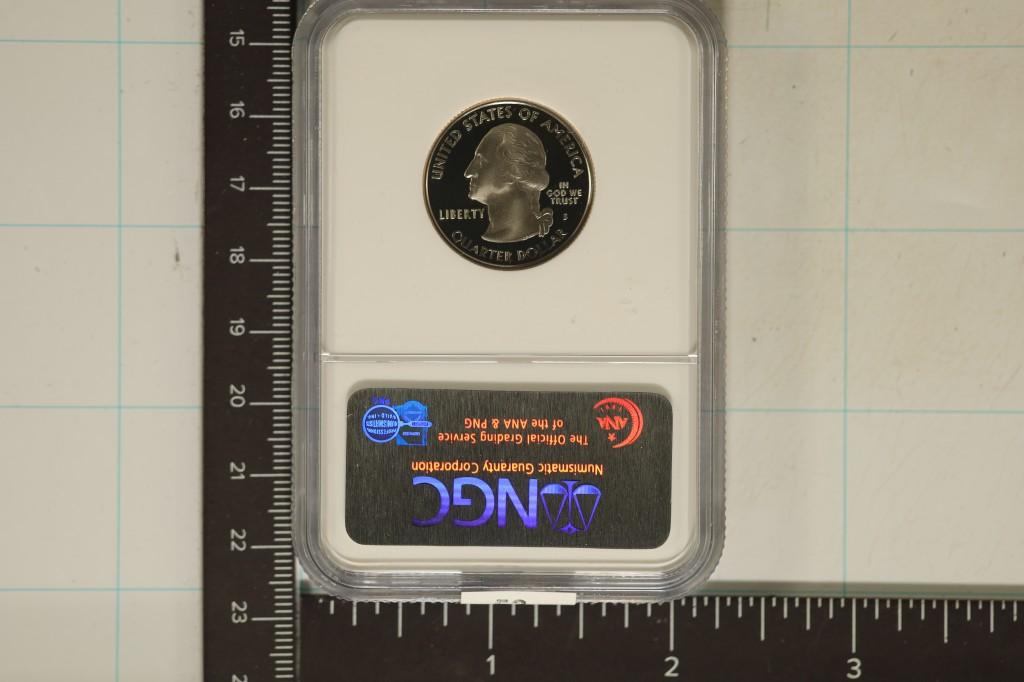 UNITED STATES OF AMERICA
IN
GOD WE
TRUST
LIBERTY
S
QUARTER DOLLAR
NGC
Numismatic Guaranty Corporation
The Official Grading Service
of the ANA & PNG
ANA
PNG
15
16
17
18
19
20
21
22
23
1
2
3